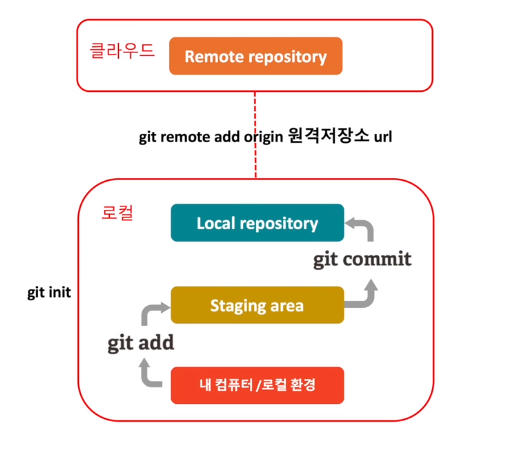 클라우드
Remote repository
git remote add origin 원격저장소 url
로컬
Local repository
git commit
git init
Staging area
git add
내 컴퓨터 /로컬 환경